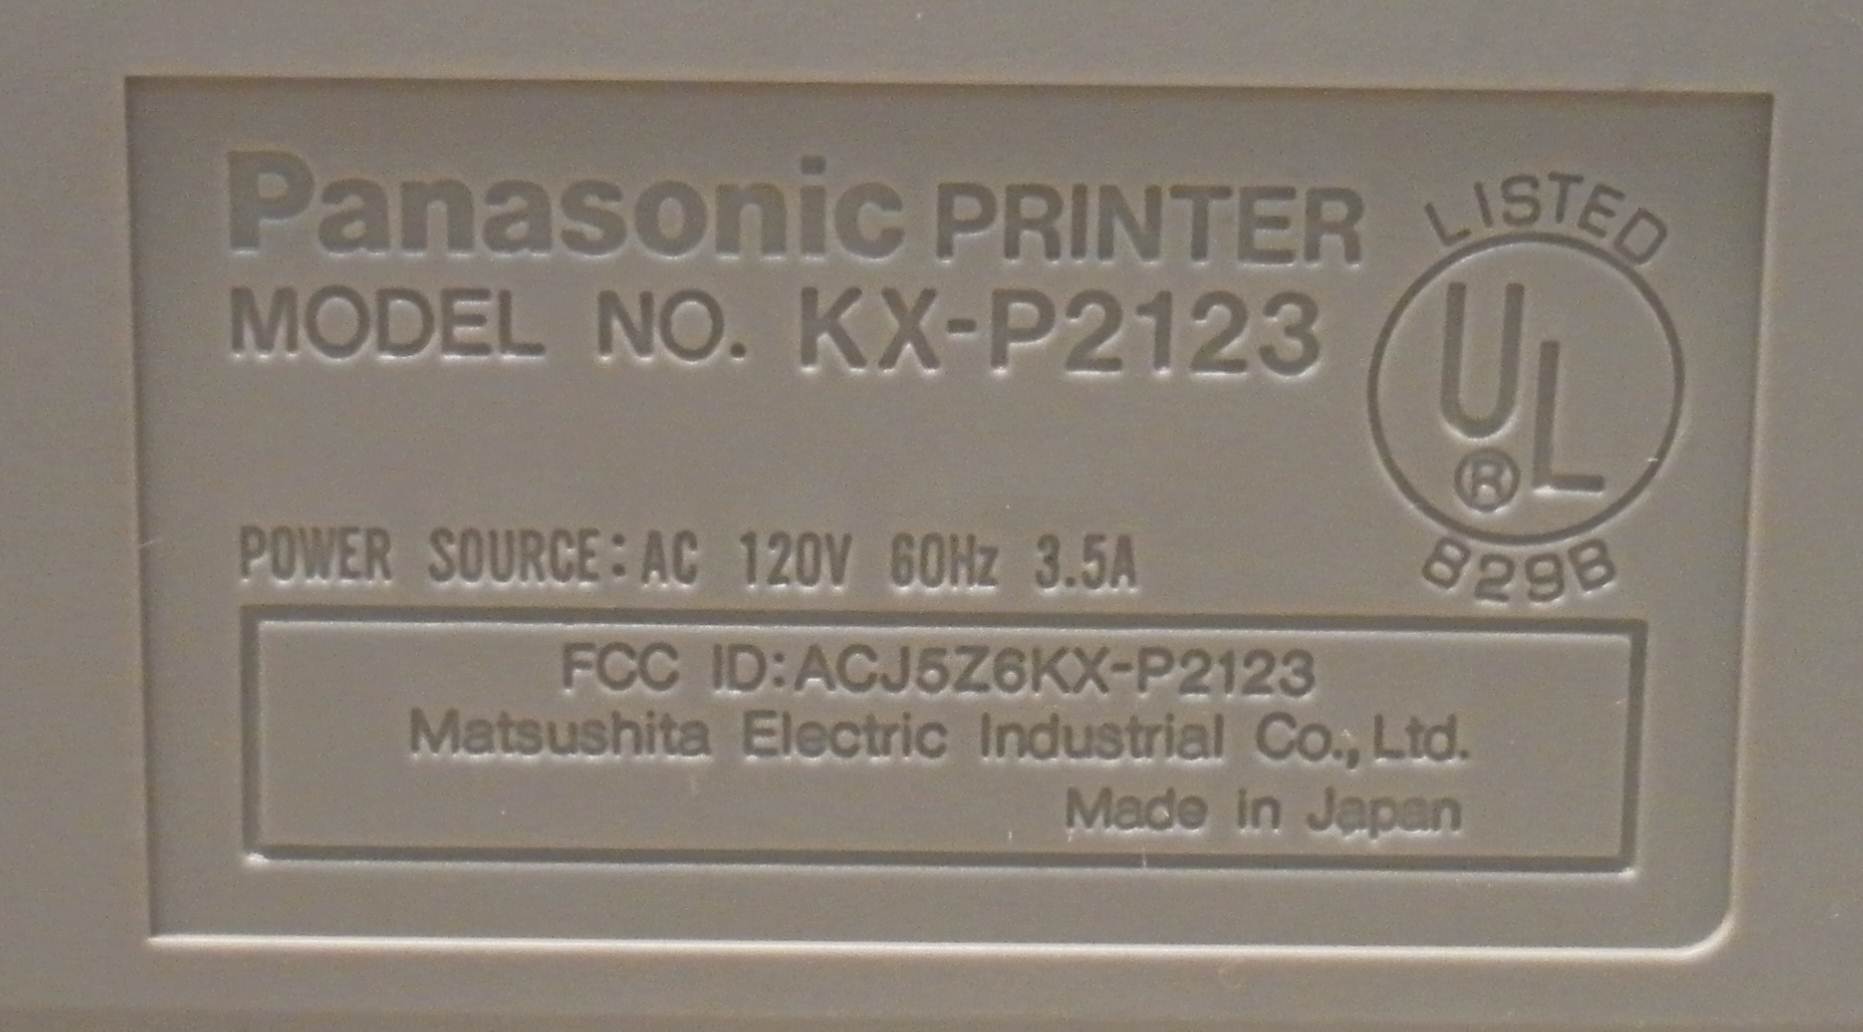 Panasonic PRINTER
MODEL NO. KX-P2123
LISTED
UL
®
829B
POWER SOURCE: AC 120V 60Hz 3.5A
FCC ID:ACJ5Z6KX-P2123
Matsushita Electric Industrial Co., Ltd.
Made in Japan